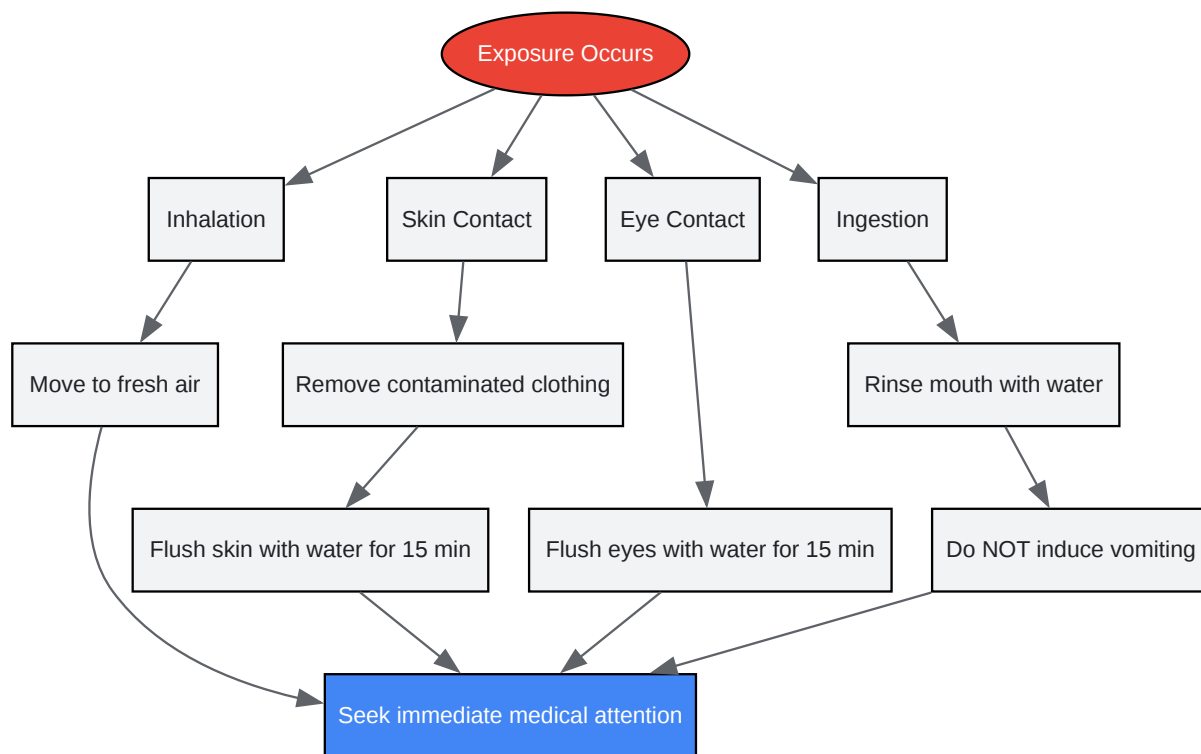 Exposure Occurs
Inhalation
Skin Contact
Eye Contact
Ingestion
Move to fresh air
Remove contaminated clothing
Rinse mouth with water
Flush skin with water for 15 min
Flush eyes with water for 15 min
Do NOT induce vomiting
Seek immediate medical attention